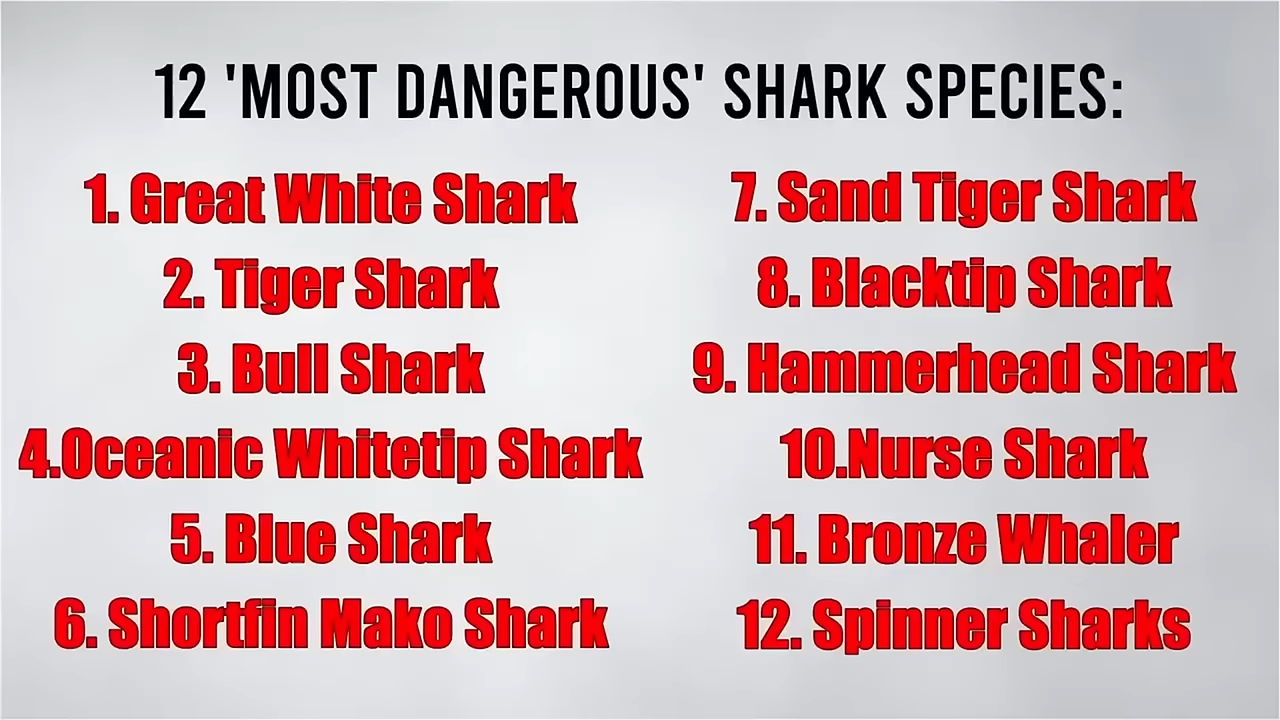 12 'MOST DANGEROUS' SHARK SPECIES:
1. Great White Shark
2. Tiger Shark
3. Bull Shark
4.Oceanic Whitetip Shark
5. Blue Shark
6. Shortfin Mako Shark
7. Sand Tiger Shark
8. Blacktip Shark
9. Hammerhead Shark
10.Nurse Shark
11. Bronze Whaler
12. Spinner Sharks